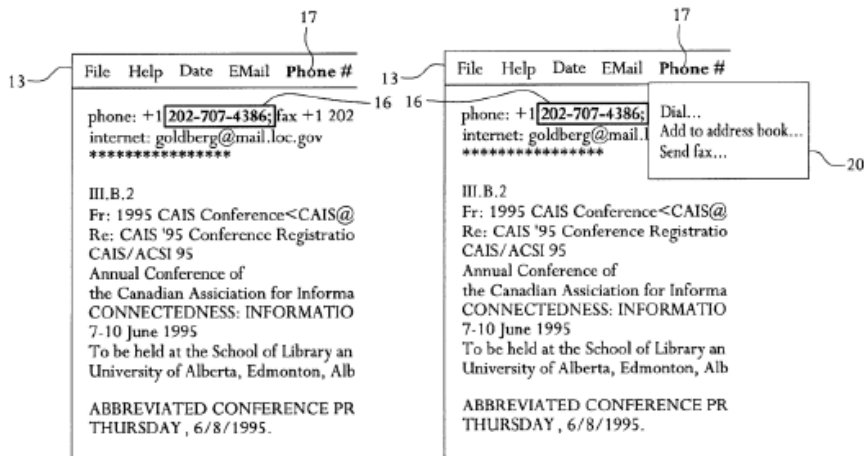 17
13
File Help Date EMail Phone #
16
phone: +1 202-707-4386; fax +1 202
internet: goldberg@mail.loc.gov
****************
III.B.2
Fr: 1995 CAIS Conference<CAIS@
Re: CAIS '95 Conference Registratio
CAIS/ACSI 95
Annual Conference of
the Canadian Assiciation for Informa
CONNECTEDNESS: INFORMATIO
7-10 June 1995
To be held at the School of Library an
University of Alberta, Edmonton, Alb
ABBREVIATED CONFERENCE PR
THURSDAY, 6/8/1995.
17
13
File Help Date EMail Phone #
16
phone: +1 202-707-4386;
internet: goldberg@mail.l
****************
Dial...
Add to address book...
Send fax...
20
III.B.2
Fr: 1995 CAIS Conference<CAIS@
Re: CAIS '95 Conference Registratio
CAIS/ACSI 95
Annual Conference of
the Canadian Assiciation for Informa
CONNECTEDNESS: INFORMATIO
7-10 June 1995
To be held at the School of Library an
University of Alberta, Edmonton, Alb
ABBREVIATED CONFERENCE PR
THURSDAY, 6/8/1995.